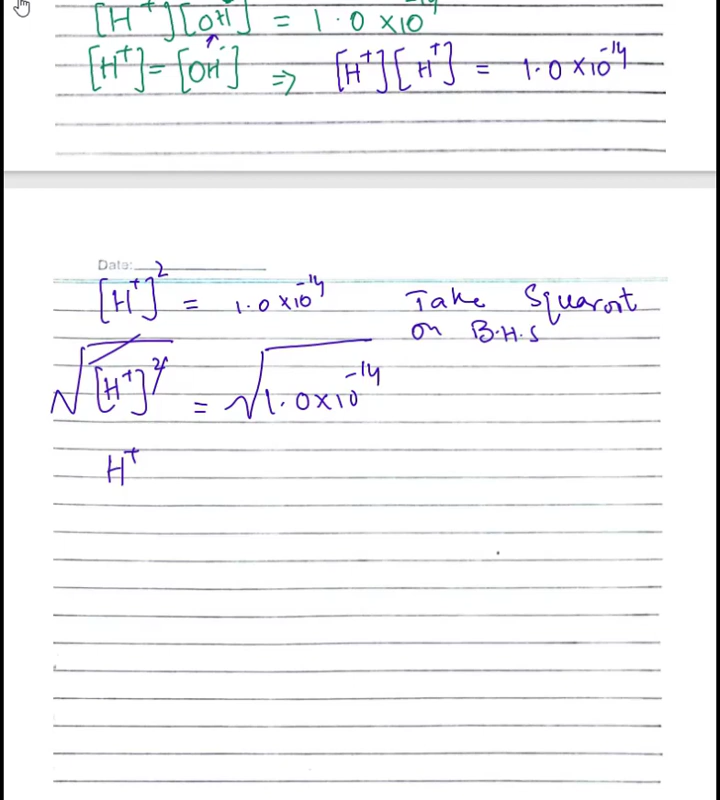 [H⁺][OH⁻] = 1.0 ×10⁻¹⁴
[H⁺]=[OH⁻] ⇒ [H⁺][H⁺] = 1.0 ×10⁻¹⁴
Date:
[H⁺]² = 1.0 ×10⁻¹⁴ Take Squarort
on B.H.S
√[H⁺]² = √1.0×10⁻¹⁴
H⁺